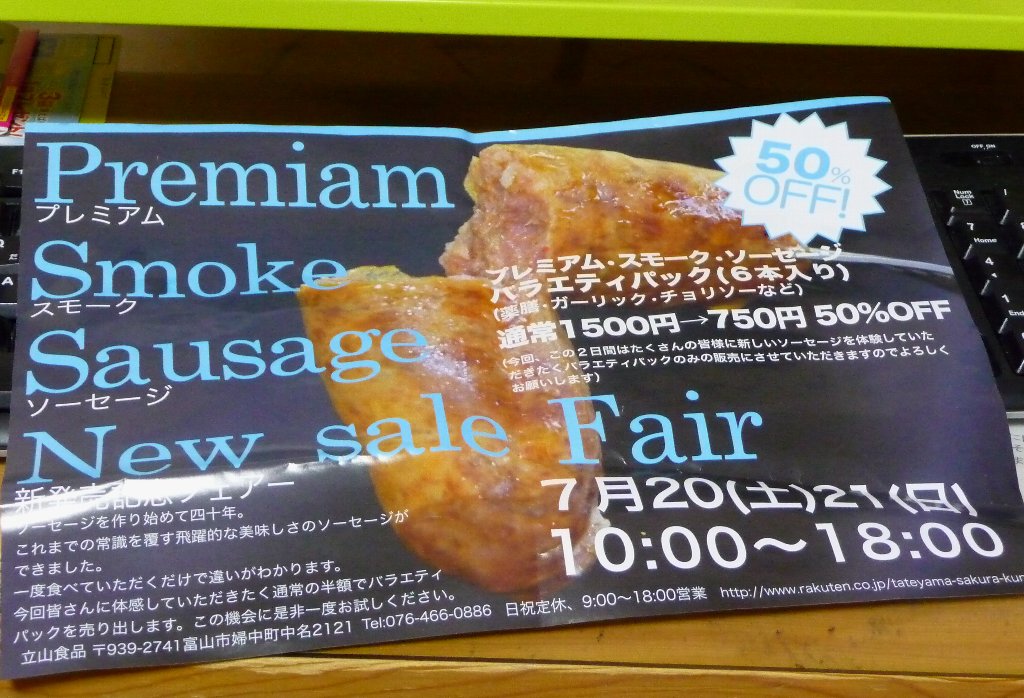 Premiam
プレミアム
Smoke
スモーク
Sausage
ソーセージ
New sale Fair
新発売記念フェアー
50%
OFF!
プレミアム・スモーク・ソーセージ
バラエティパック(6本入り)
(薬膳・ガーリック・チョリソーなど)
通常1500円→750円 50%OFF
(今回、この2日間はたくさんの皆様に新しいソーセージを体験していた
だきたくバラエティパックのみの販売にさせていただきますのでよろしく
お願いします)
7月20(土)21(日)
10:00〜18:00
ソーセージを作り始めて四十年。
これまでの常識を覆す飛躍的な美味しさのソーセージが
できました。
一度食べていただくだけで違いがわかります。
今回皆さんに体感していただきたく通常の半額でバラエティ
パックを売り出します。この機会に是非一度お試しください。
立山食品 〒939-2741富山市婦中町中名2121 Tel:076-466-0886 日祝定休、9:00〜18:00営業 http://www.rakuten.co.jp/tateyama-sakura-kun
OFF ON
Num
Lock
7
Home
4
1
End
F1
A